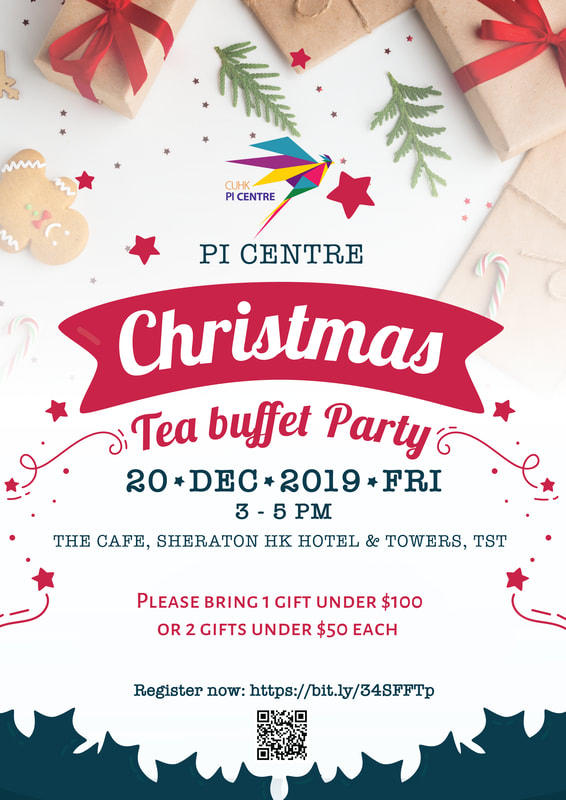 CUHK
PI CENTRE
PI CENTRE
Christmas
Tea buffet Party
20★DEC★2019★FRI
3 - 5 PM
THE CAFE, SHERATON HK HOTEL & TOWERS, TST
PLEASE BRING 1 GIFT UNDER $100
OR 2 GIFTS UNDER $50 EACH
Register now: https://bit.ly/34SFFTp